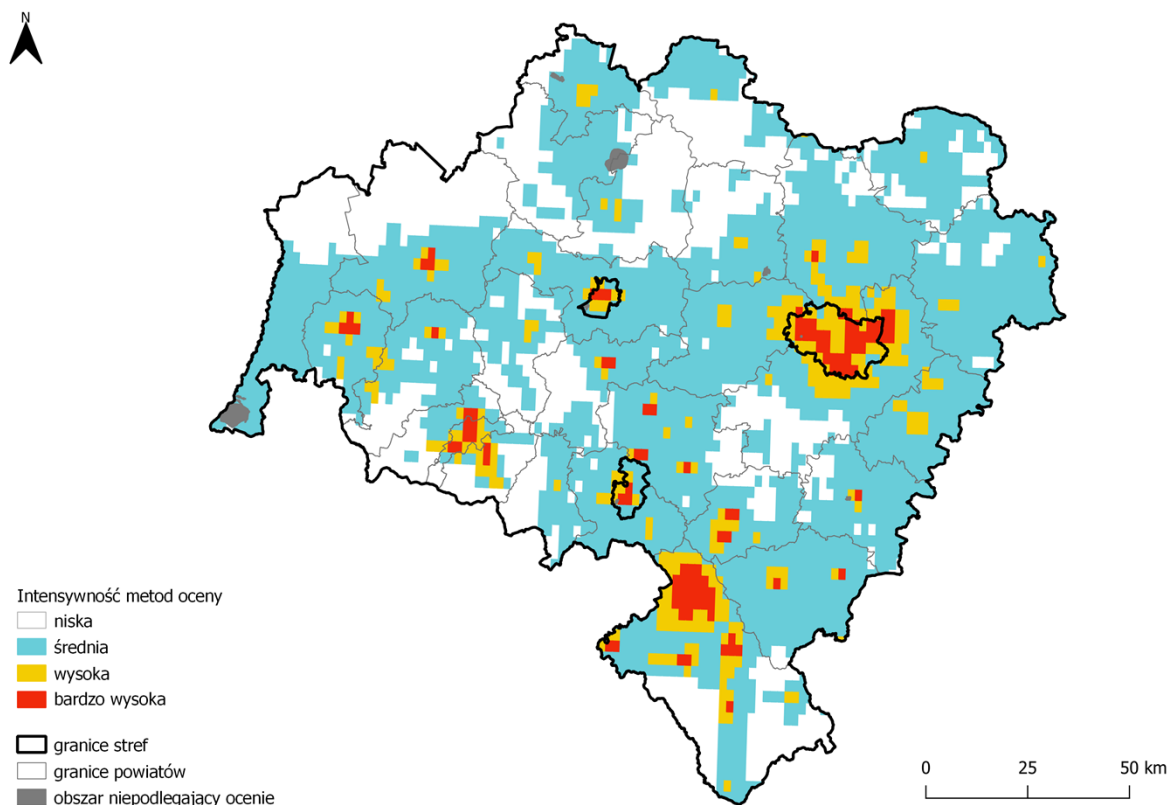 N
Intensywność metod oceny
niska
średnia
wysoka
bardzo wysoka
granice stref
granice powiatów
obszar niepodlegający ocenie
0 25 50 km